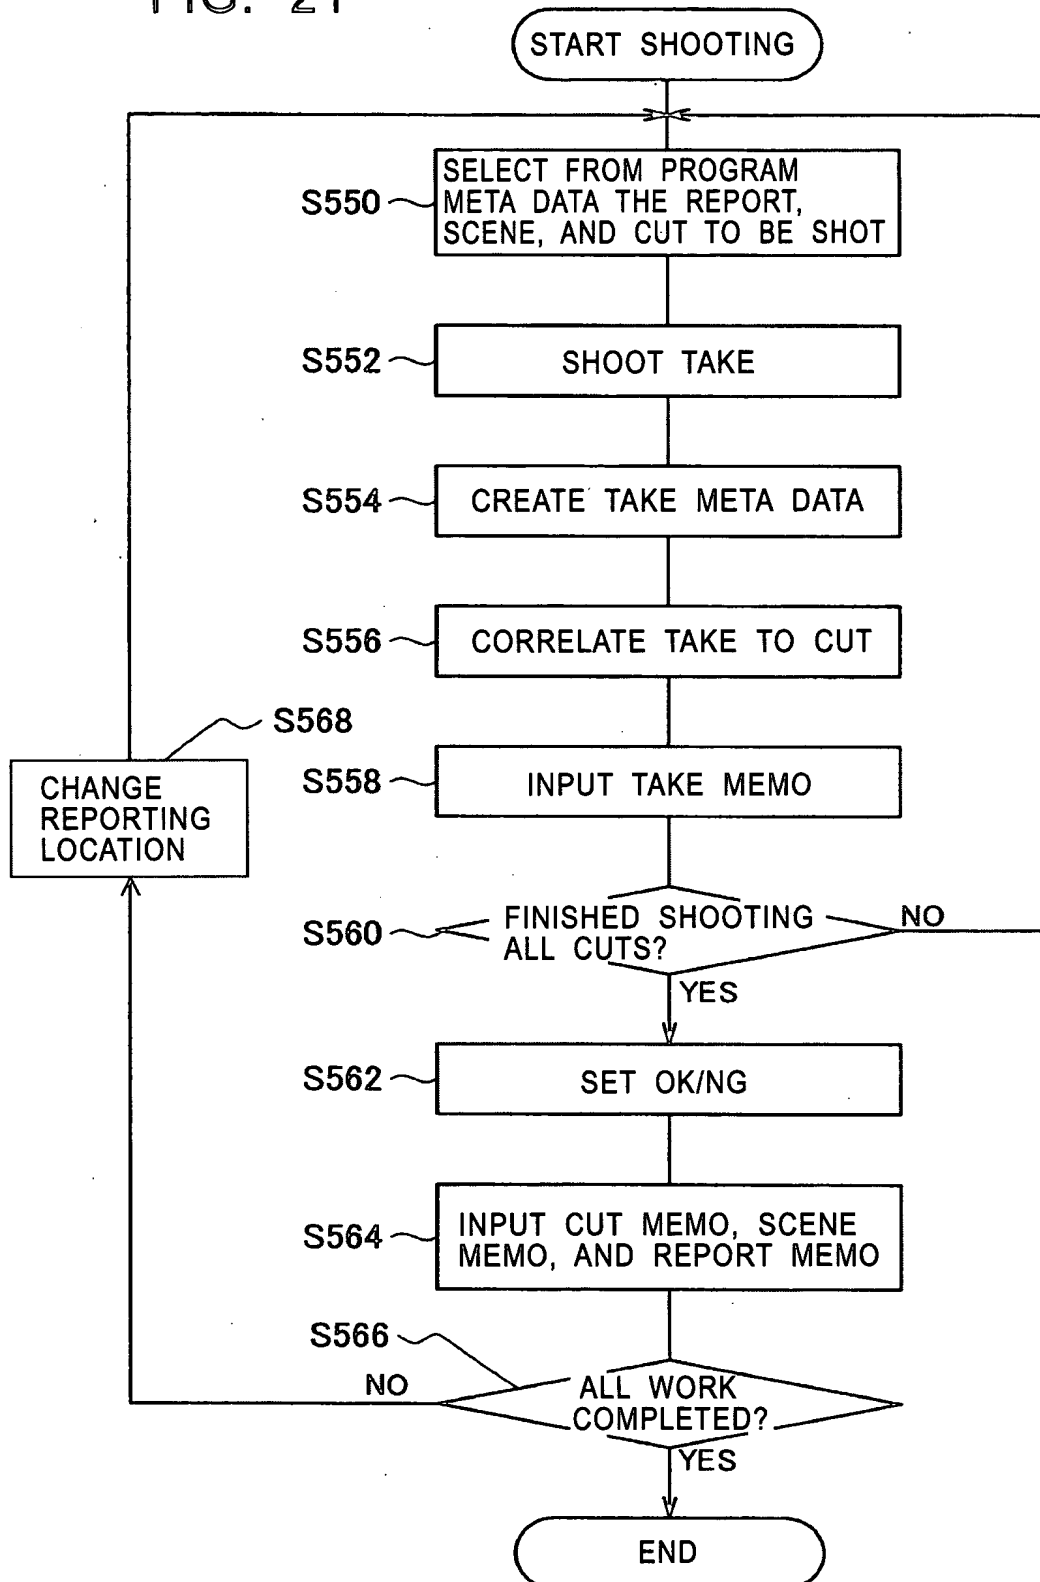 FIG. 21
START SHOOTING
S550
SELECT FROM PROGRAM
META DATA THE REPORT,
SCENE, AND CUT TO BE SHOT
S552
SHOOT TAKE
S554
CREATE TAKE META DATA
S556
CORRELATE TAKE TO CUT
S568
CHANGE
REPORTING
LOCATION
S558
INPUT TAKE MEMO
S560
FINISHED SHOOTING
ALL CUTS?
NO
YES
S562
SET OK/NG
S564
INPUT CUT MEMO, SCENE
MEMO, AND REPORT MEMO
S566
NO
ALL WORK
COMPLETED?
YES
END